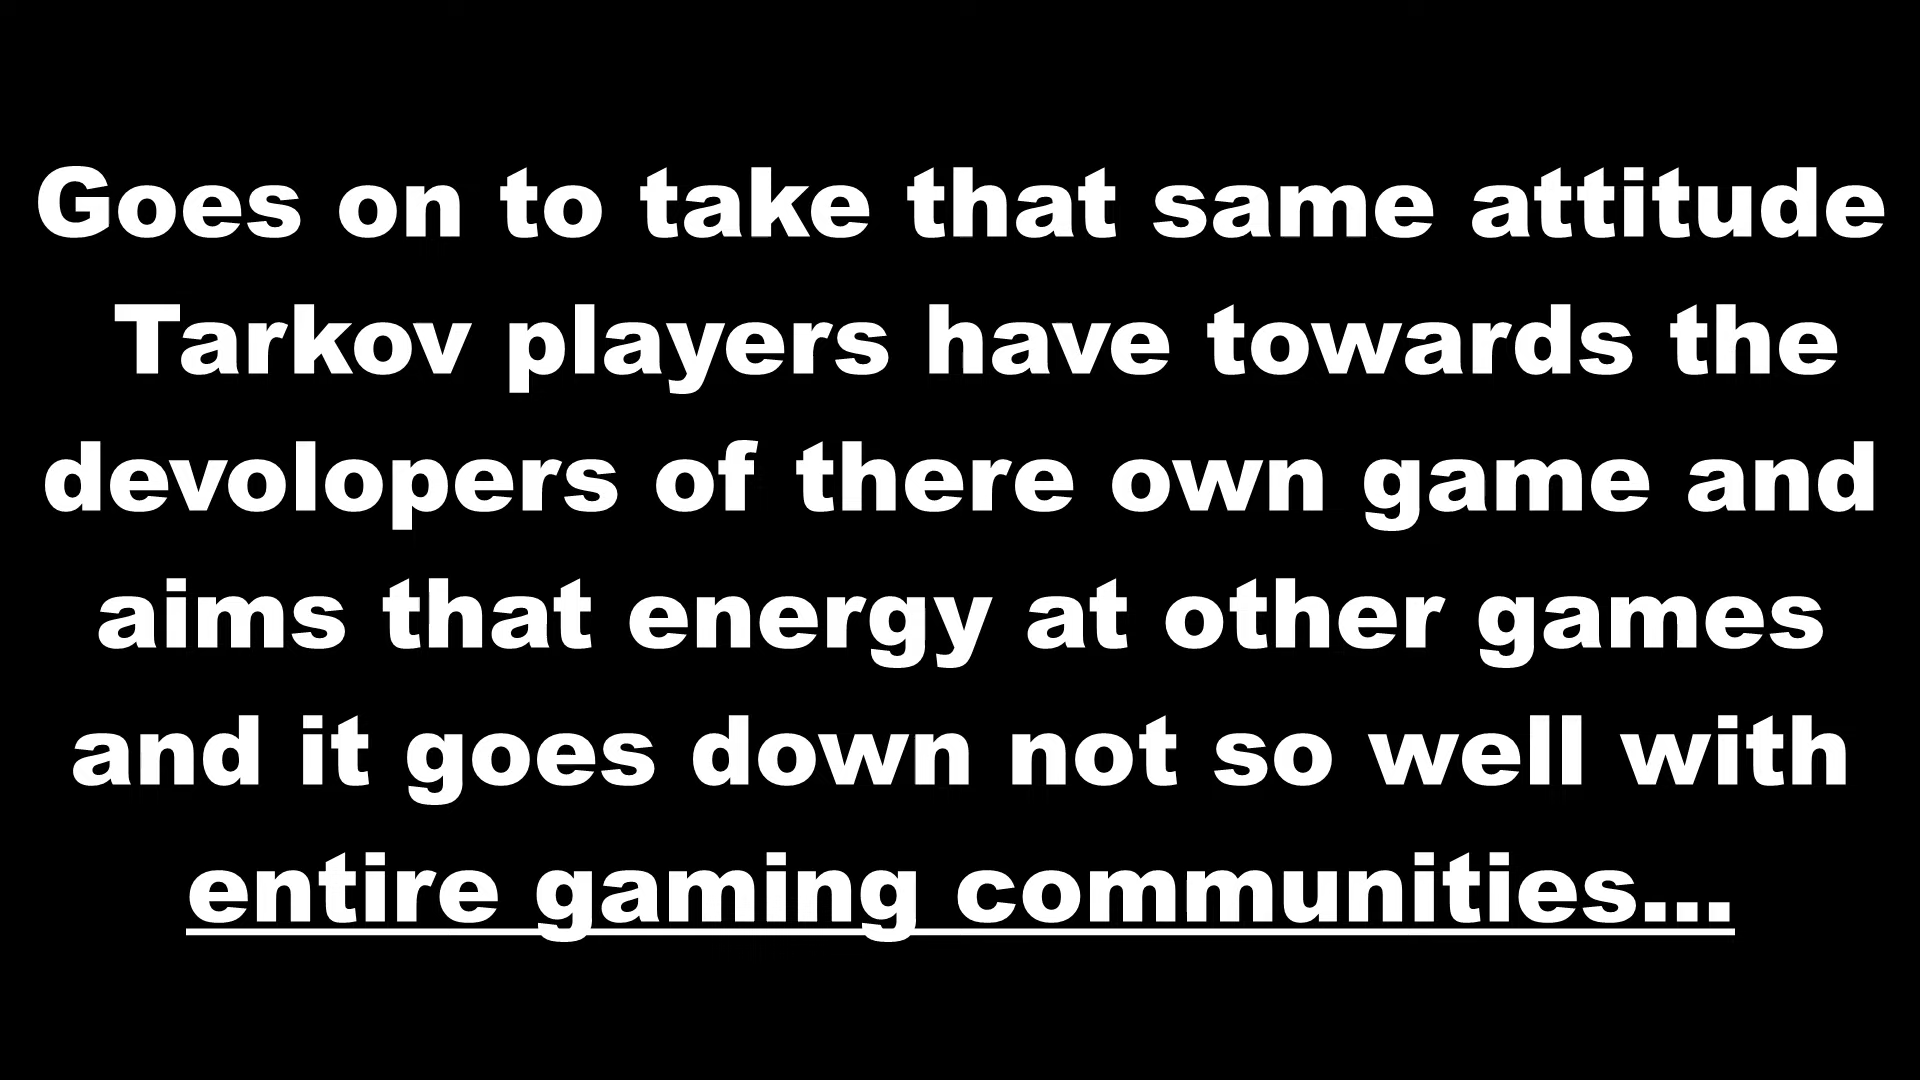 Goes on to take that same attitude
Tarkov players have towards the
devolopers of there own game and
aims that energy at other games
and it goes down not so well with
entire gaming communities...